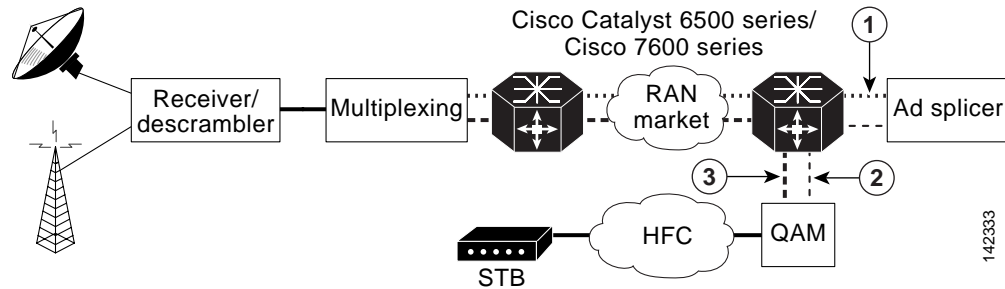 Cisco Catalyst 6500 series/
Cisco 7600 series
1
Receiver/
descrambler
Multiplexing
RAN
market
Ad splicer
3
2
HFC
QAM
STB
142333